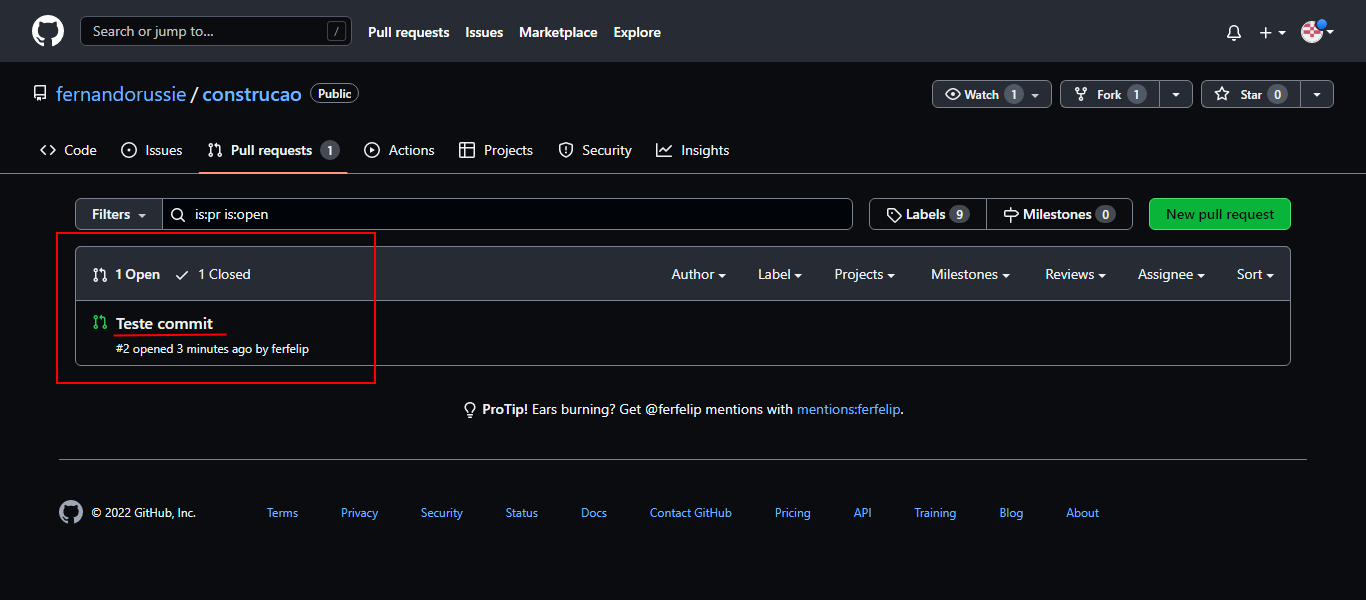 Search or jump to... / Pull requests Issues Marketplace Explore
fernandorussie / construcao Public Watch 1 Fork 1 Star 0
Code Issues Pull requests 1 Actions Projects Security Insights
Filters is:pr is:open Labels 9 Milestones 0 New pull request
1 Open 1 Closed Author Label Projects Milestones Reviews Assignee Sort
Teste commit
#2 opened 3 minutes ago by ferfelip
ProTip! Ears burning? Get @ferfelip mentions with mentions:ferfelip.
© 2022 GitHub, Inc. Terms Privacy Security Status Docs Contact GitHub Pricing API Training Blog About